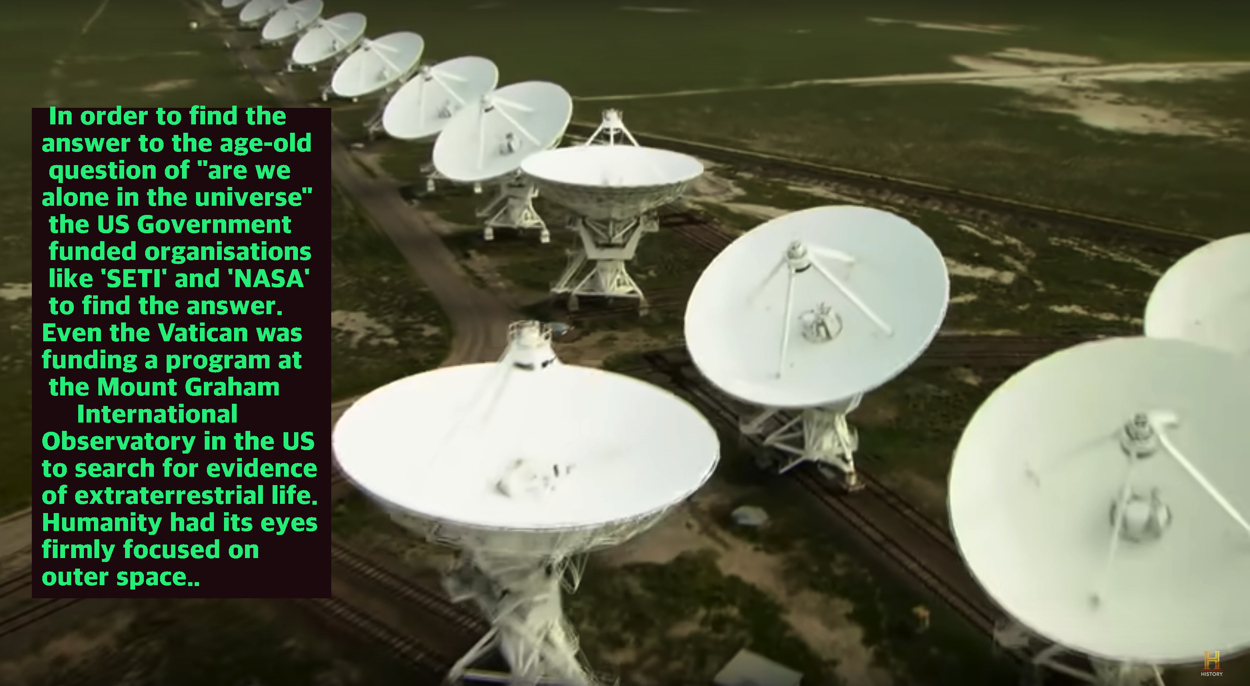 In order to find the
answer to the age-old
question of "are we
alone in the universe"
the US Government
funded organisations
like 'SETI' and 'NASA'
to find the answer.
Even the Vatican was
funding a program at
the Mount Graham
International
Observatory in the US
to search for evidence
of extraterrestrial life.
Humanity had its eyes
firmly focused on
outer space..
H
HISTORY